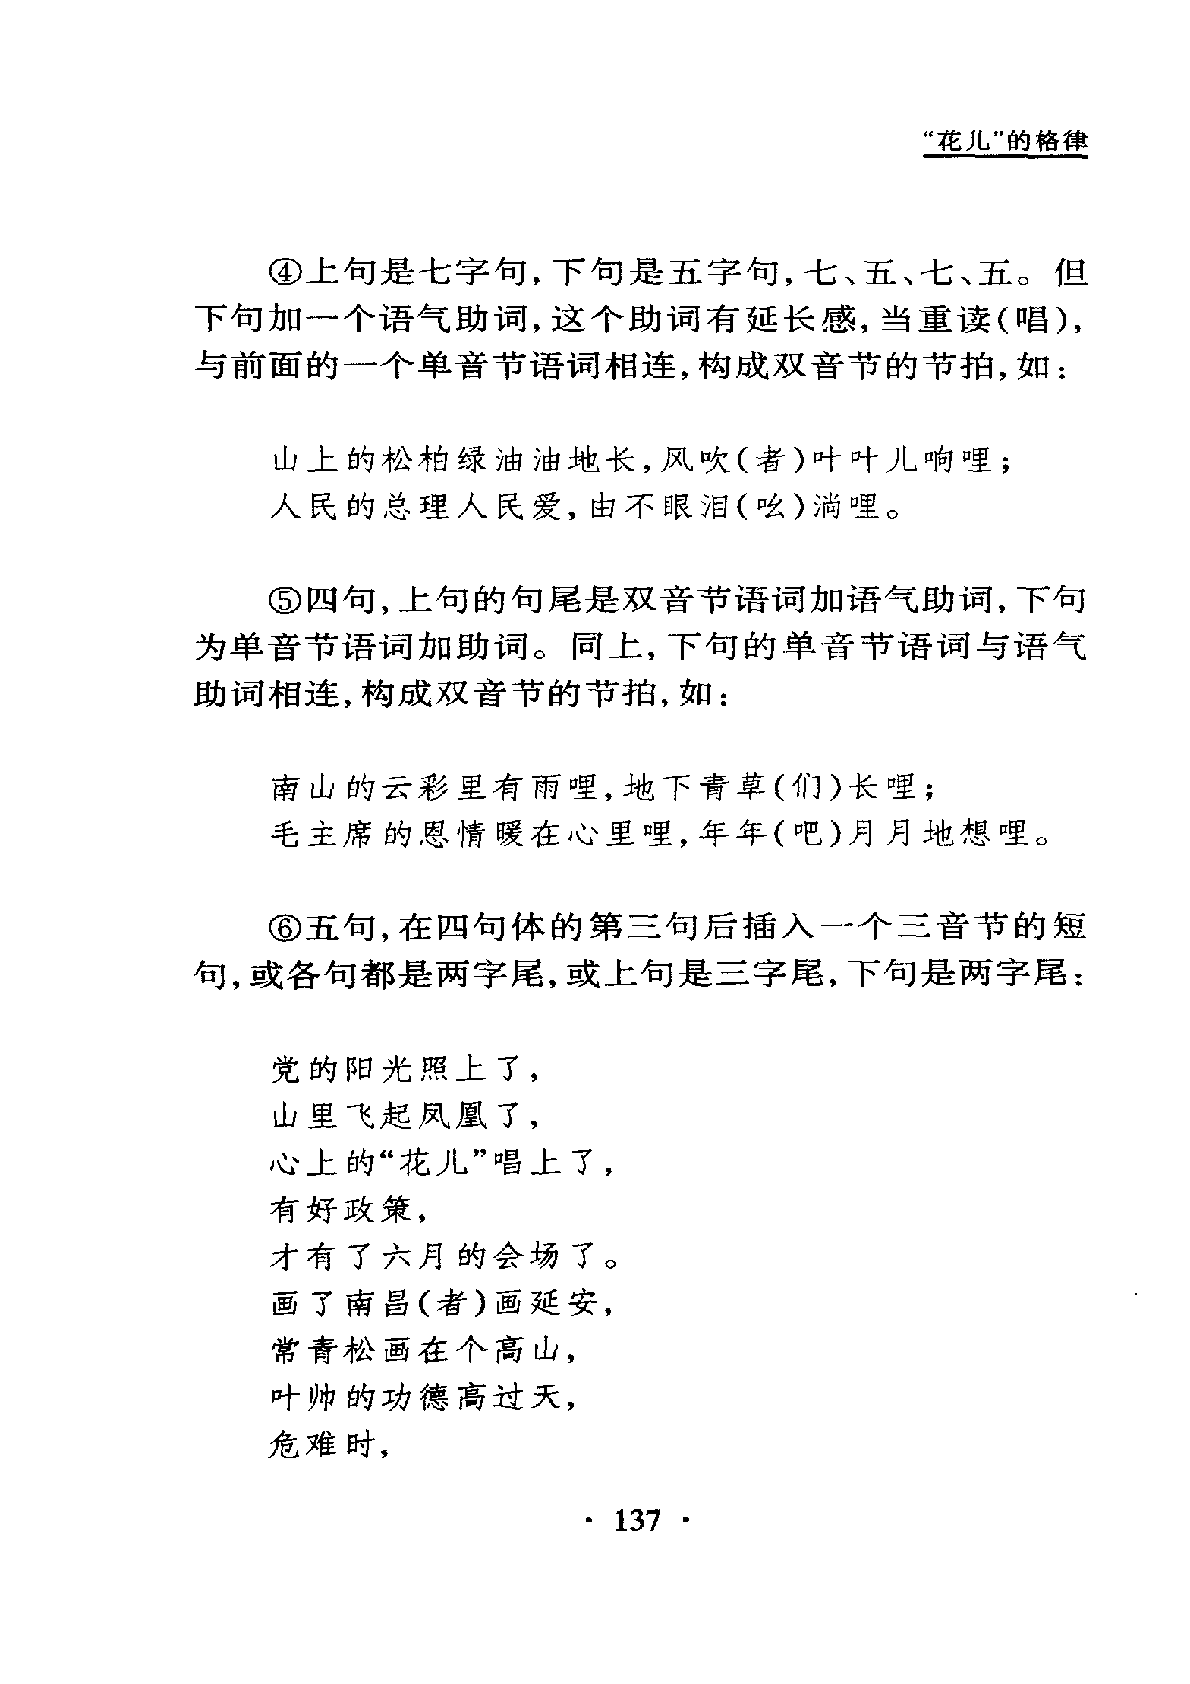 “花儿”的格律
④上句是七字句,下句是五字句,七、五、七、五。但
下句加一个语气助词,这个助词有延长感,当重读(唱),
与前面的一个单音节语词相连,构成双音节的节拍,如:
山上的松柏绿油油地长,风吹(者)叶叶儿响哩;
人民的总理人民爱,由不眼泪(吆)淌哩。
⑤四句,上句的句尾是双音节语词加语气助词,下句
为单音节语词加助词。同上,下句的单音节语词与语气
助词相连,构成双音节的节拍,如:
南山的云彩里有雨哩,地下青草(们)长哩;
毛主席的恩情暖在心里哩,年年(吧)月月地想哩。
⑥五句,在四句体的第三句后插入一个三音节的短
句,或各句都是两字尾,或上句是三字尾,下句是两字尾:
党的阳光照上了,
山里飞起凤凰了,
心上的“花儿”唱上了,
有好政策,
才有了六月的会场了。
画了南昌(者)画延安,
常青松画在个高山,
叶帅的功德高过天,
危难时,
· 137 ·